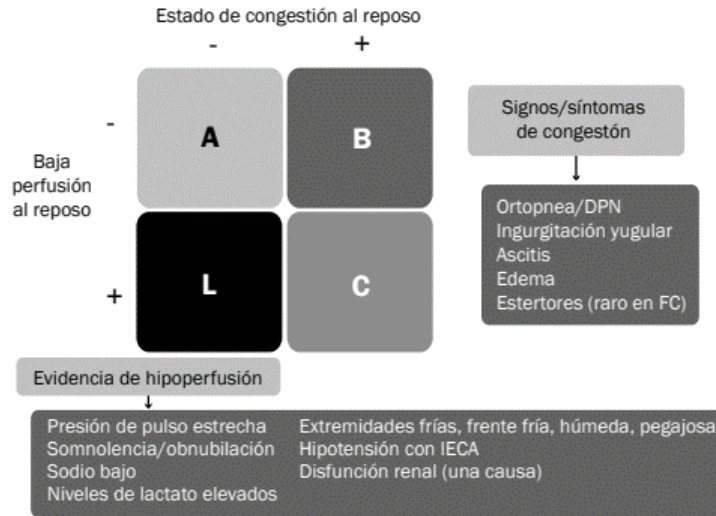 Estado de congestión al reposo
- +
Signos/síntomas
de congestón
-
A B
Baja
perfusión
al reposo
Ortopnea/DPN
Ingurgitación yugular
Ascitis
Edema
Estertores (raro en FC)
+
L C
Evidencia de hipoperfusión
Presión de pulso estrecha Extremidades frías, frente fría, húmeda, pegajosa
Somnolencia/obnubilación Hipotensión con IECA
Sodio bajo Disfunción renal (una causa)
Niveles de lactato elevados